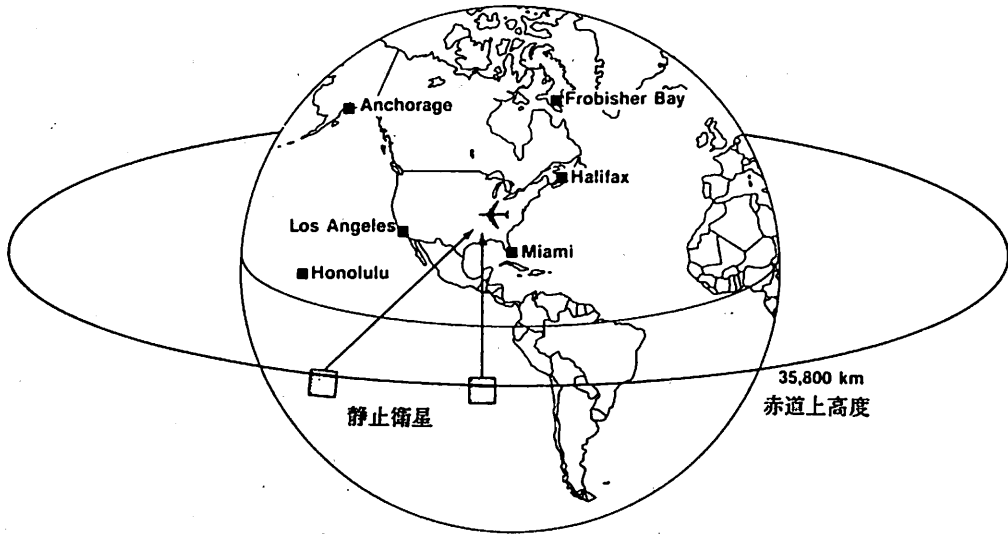 Anchorage
Frobisher Bay
Halifax
Los Angeles
Miami
Honolulu
35,800 km
赤道上高度
静止衛星